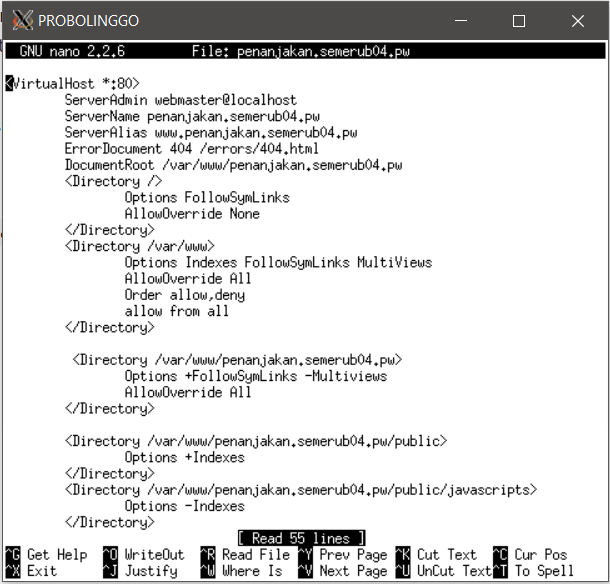 PROBOLINGGO
GNU nano 2.2.6 File: penanjakan.semerub04.pw
<VirtualHost *:80>
ServerAdmin webmaster@localhost
ServerName penanjakan.semerub04.pw
ServerAlias www.penanjakan.semerub04.pw
ErrorDocument 404 /errors/404.html
DocumentRoot /var/www/penanjakan.semerub04.pw
<Directory />
Options FollowSymLinks
AllowOverride None
</Directory>
<Directory /var/www>
Options Indexes FollowSymLinks MultiViews
AllowOverride All
Order allow,deny
allow from all
</Directory>
<Directory /var/www/penanjakan.semerub04.pw>
Options +FollowSymLinks -Multiviews
AllowOverride All
</Directory>
<Directory /var/www/penanjakan.semerub04.pw/public>
Options +Indexes
</Directory>
<Directory /var/www/penanjakan.semerub04.pw/public/javascripts>
Options -Indexes
</Directory>
[ Read 55 lines ]
^G Get Help ^O WriteOut ^R Read File ^Y Prev Page ^K Cut Text ^C Cur Pos
^X Exit ^J Justify ^W Where Is ^V Next Page ^U UnCut Text ^T To Spell